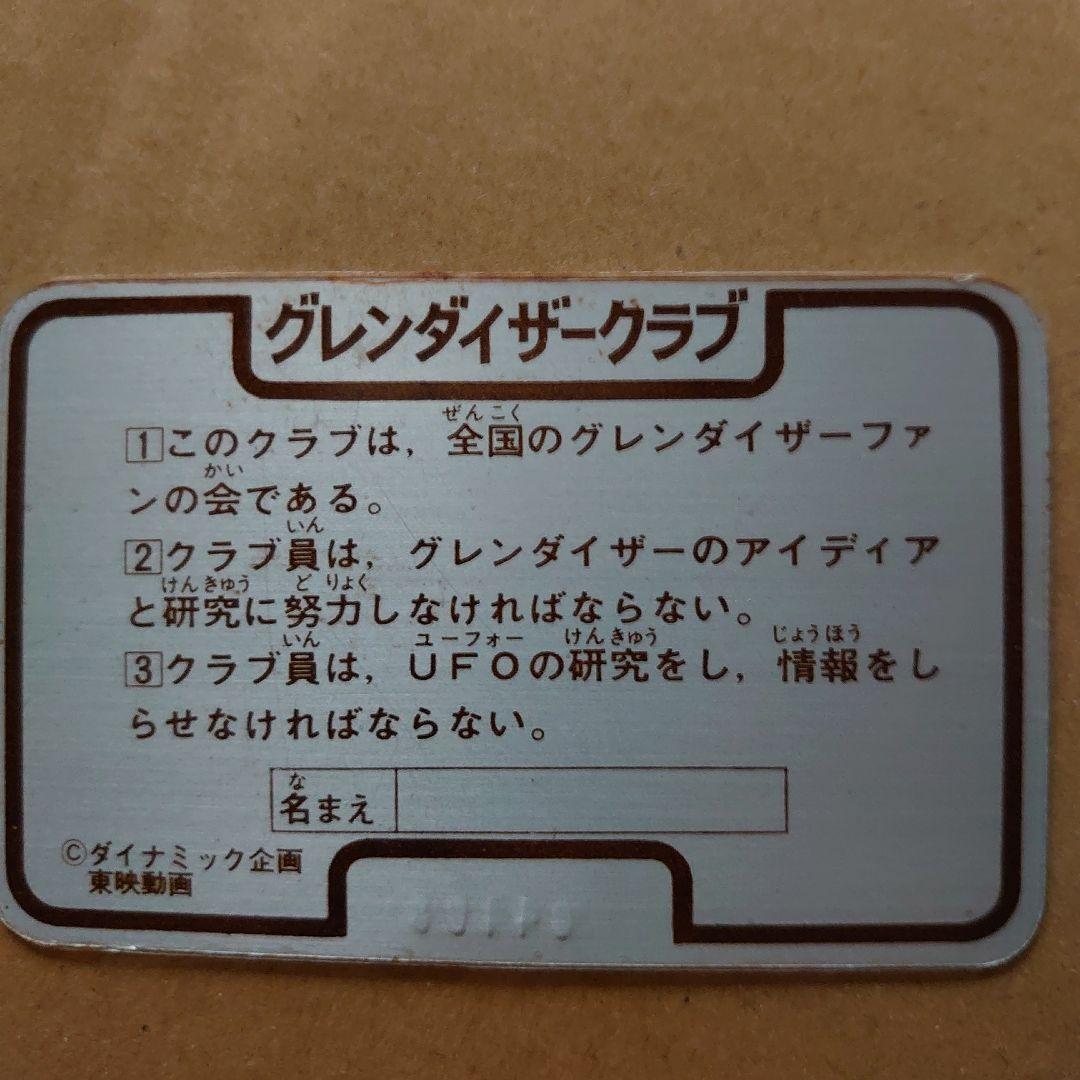 グレンダイザークラブ
ぜんこく
1このクラブは，全国のグレンダイザーファ
かい
ンの会である。
いん
2クラブ員は，グレンダイザーのアイディア
けんきゅう どりょく
と研究に努力しなければならない。
いん ユーフォー けんきゅう じょうほう
3クラブ員は，UFOの研究をし，情報をし
らせなければならない。
な
名まえ
©ダイナミック企画
東映動画